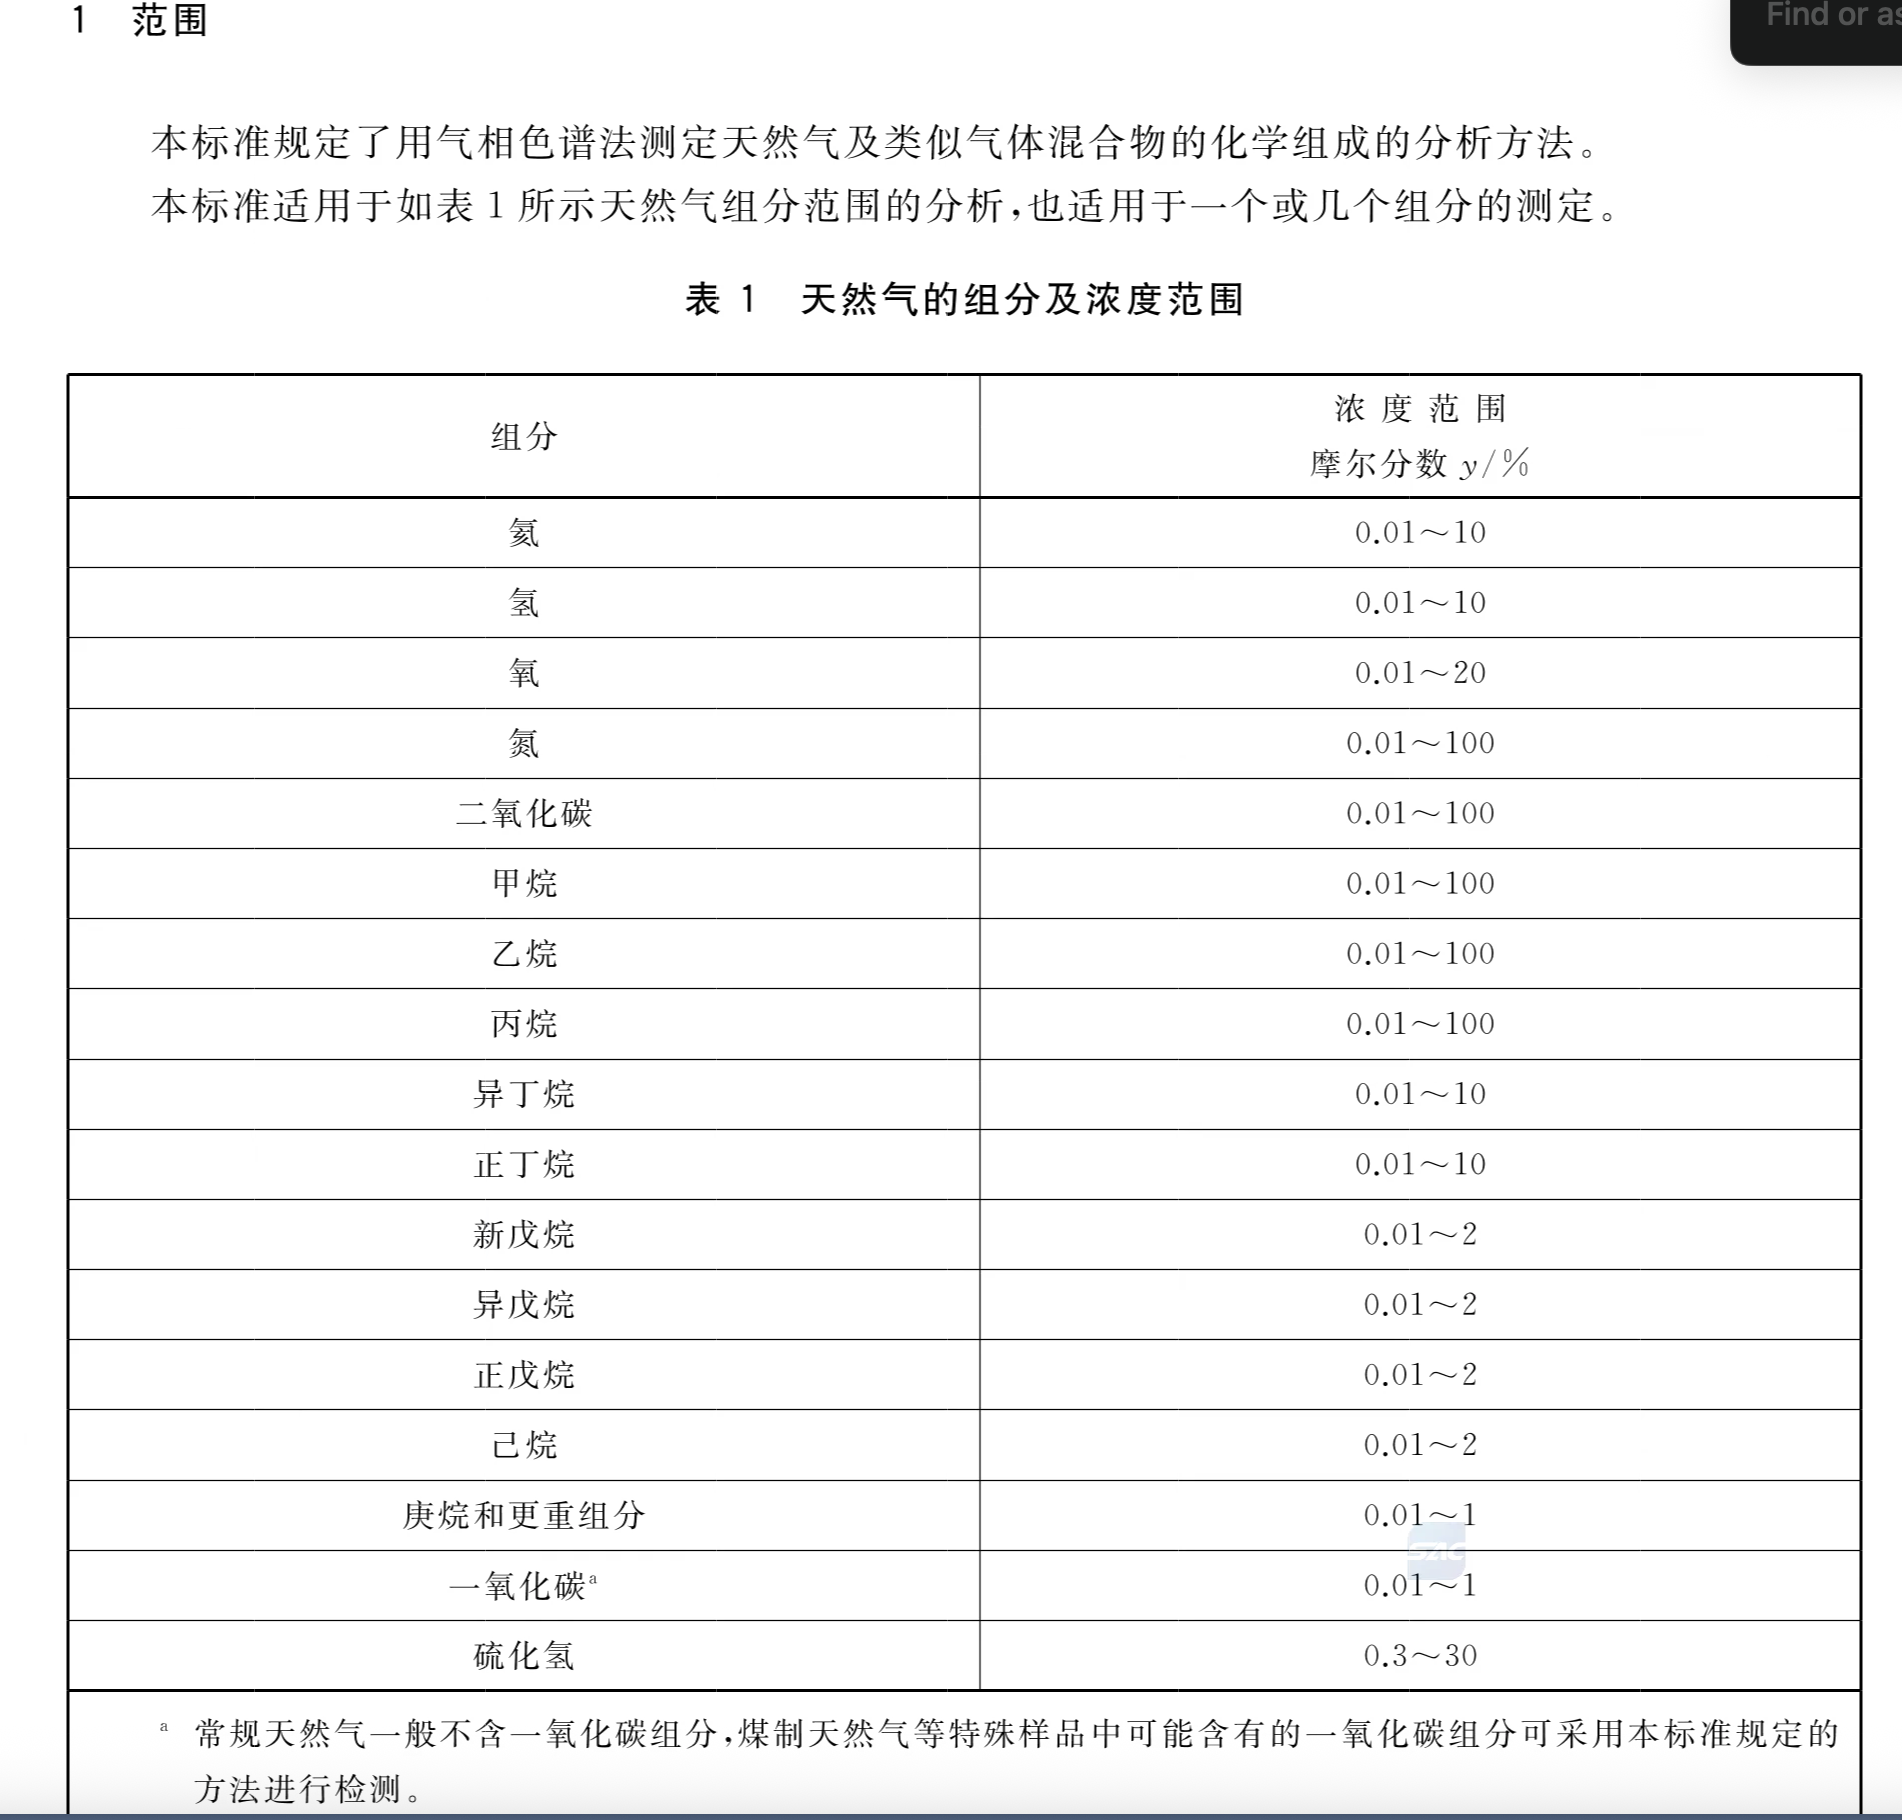 1 范围
Find or as
本标准规定了用气相色谱法测定天然气及类似气体混合物的化学组成的分析方法。
本标准适用于如表 1 所示天然气组分范围的分析,也适用于一个或几个组分的测定。
表 1 天然气的组分及浓度范围
组分
浓度范围
摩尔分数 y/%
氦 0.01～10
氢 0.01～10
氧 0.01～20
氮 0.01～100
二氧化碳 0.01～100
甲烷 0.01～100
乙烷 0.01～100
丙烷 0.01～100
异丁烷 0.01～10
正丁烷 0.01～10
新戊烷 0.01～2
异戊烷 0.01～2
正戊烷 0.01～2
己烷 0.01～2
庚烷和更重组分 0.01～1
SZIC
一氧化碳a 0.01～1
硫化氢 0.3～30
a 常规天然气一般不含一氧化碳组分,煤制天然气等特殊样品中可能含有的一氧化碳组分可采用本标准规定的
方法进行检测。